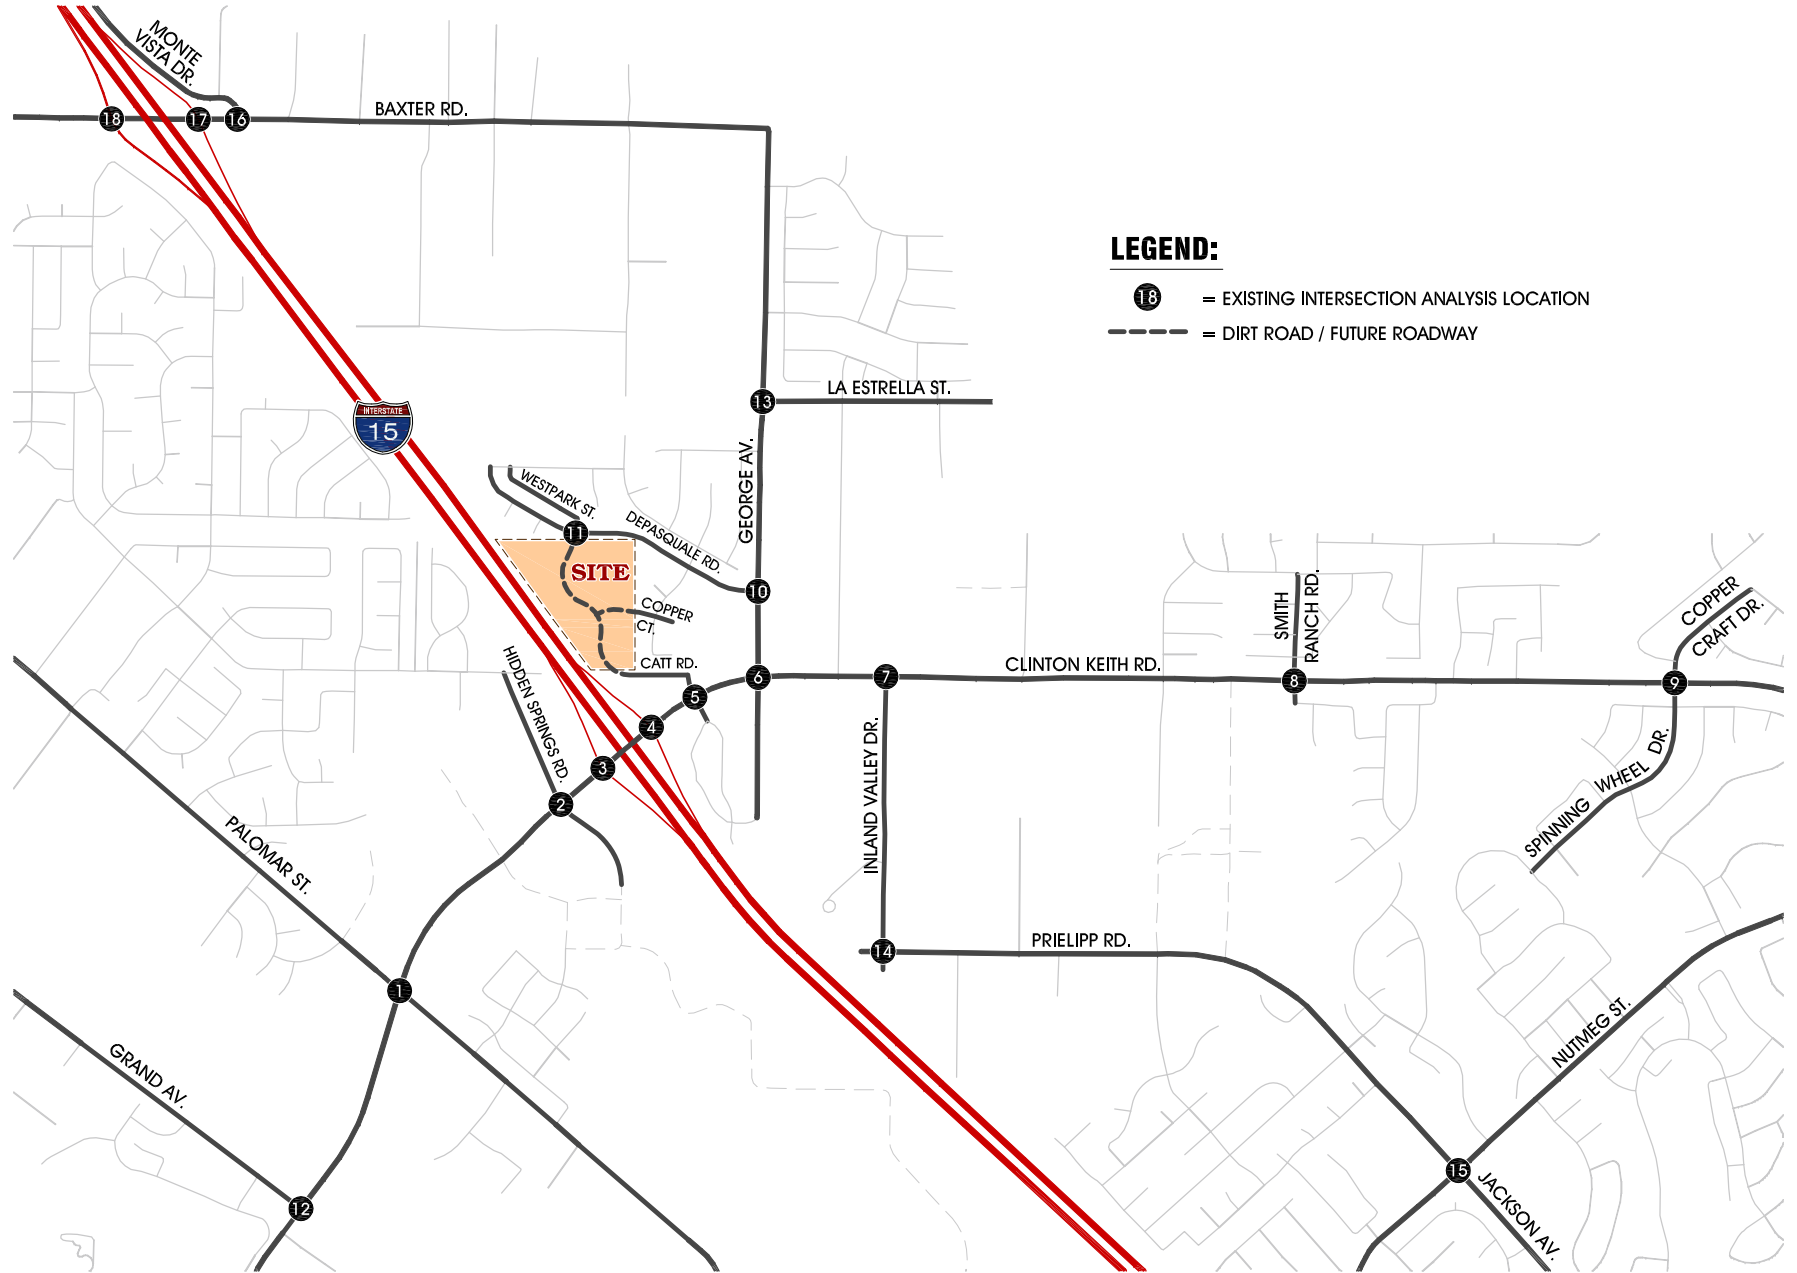 MONTE
VISTA DR.
18
17
16
BAXTER RD.
LEGEND:
18 = EXISTING INTERSECTION ANALYSIS LOCATION
= DIRT ROAD / FUTURE ROADWAY
LA ESTRELLA ST.
13
INTERSTATE
15
GEORGE AV.
WESTPARK ST.
11
DEPASQUALE RD.
SITE
10
COPPER
CT.
CATT RD.
SMITH
RANCH RD.
COPPER
CRAFT DR.
HIDDEN SPRINGS RD.
CLINTON KEITH RD.
6
7
8
9
5
4
3
2
INLAND VALLEY DR.
SPINNING WHEEL DR.
PALOMAR ST.
14
PRIELIPP RD.
1
NUTMEG ST.
GRAND AV.
15
JACKSON AV.
12